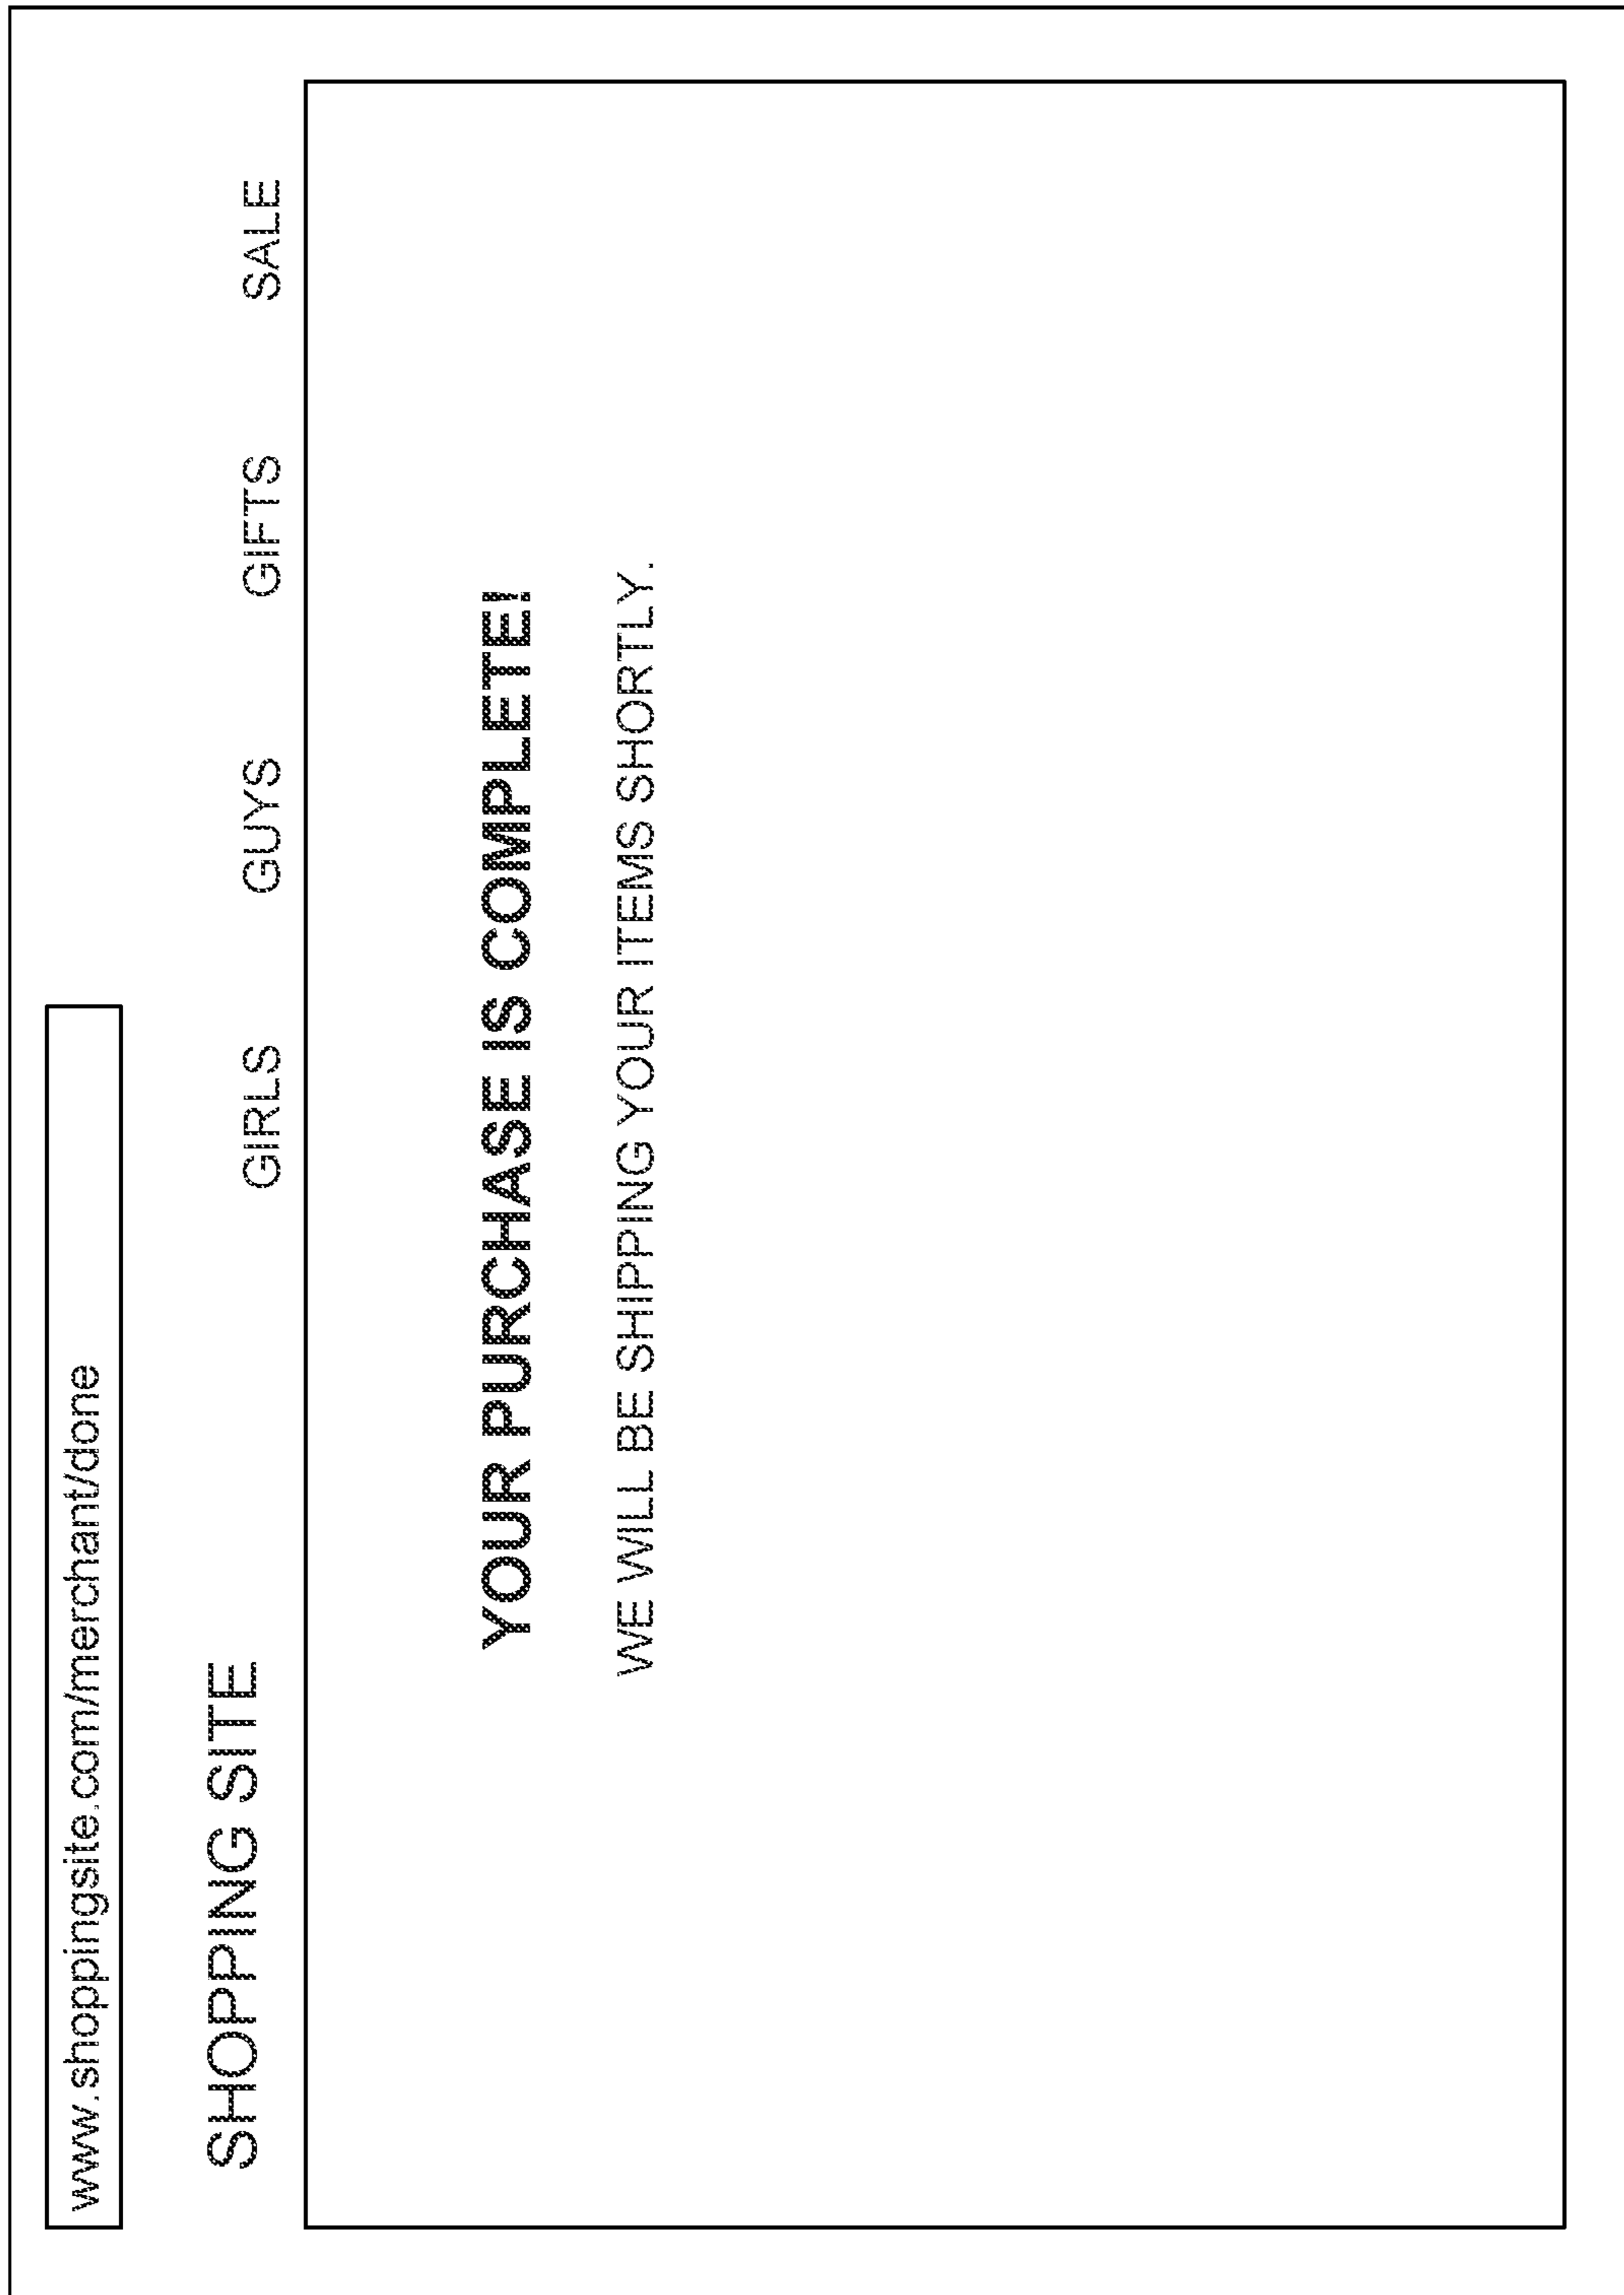 www.shoppingsite.com/merchant/done
SHOPPING SITE
GIRLS GUYS GIFTS SALE
YOUR PURCHASE IS COMPLETE!
WE WILL BE SHIPPING YOUR ITEMS SHORTLY.